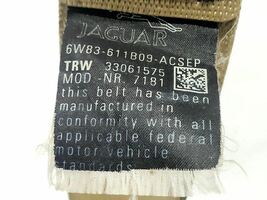 JAGUAR
6W83-611B09-ACSEP
TRW 33061575
MOD.-NR. 7181
this belt has been
manufactured in
conformity with all
applicable federal
motor vehicle
standards